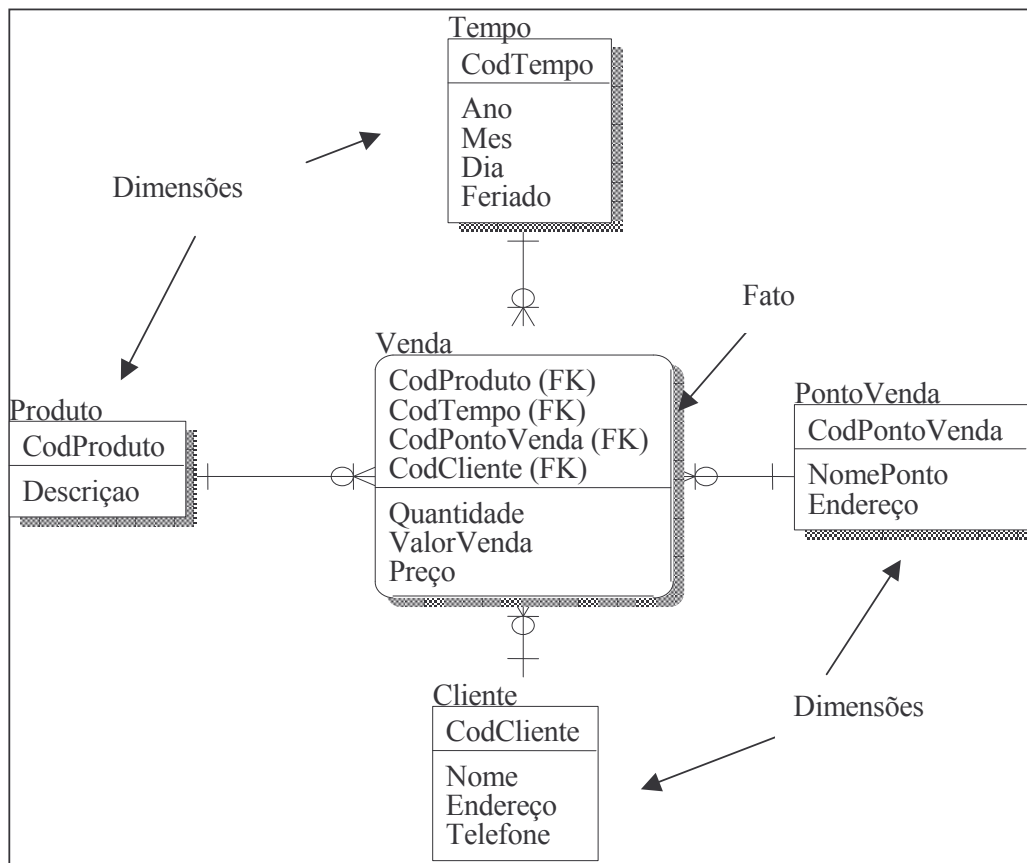 Tempo
CodTempo
Ano
Mes
Dia
Feriado
Dimensões
Fato
Venda
CodProduto (FK)
CodTempo (FK)
CodPontoVenda (FK)
CodCliente (FK)
Quantidade
ValorVenda
Preço
Produto
CodProduto
Descriçao
PontoVenda
CodPontoVenda
NomePonto
Endereço
Cliente
CodCliente
Nome
Endereço
Telefone
Dimensões